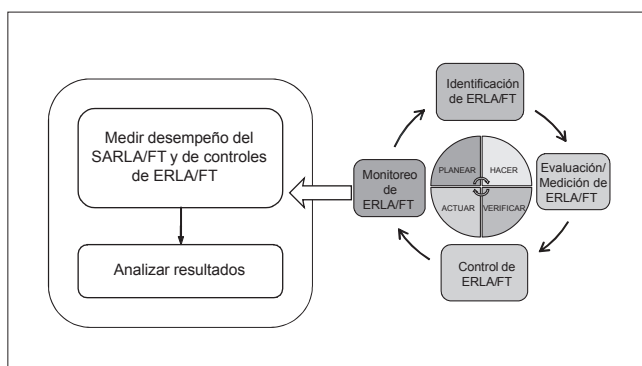 Medir desempeño del
SARLA/FT y de controles
de ERLA/FT
Analizar resultados
Identificación
de ERLA/FT
Evaluación/
Medición de
ERLA/FT
Control de
ERLA/FT
Monitoreo
de
ERLA/FT
PLANEAR
HACER
ACTUAR
VERIFICAR